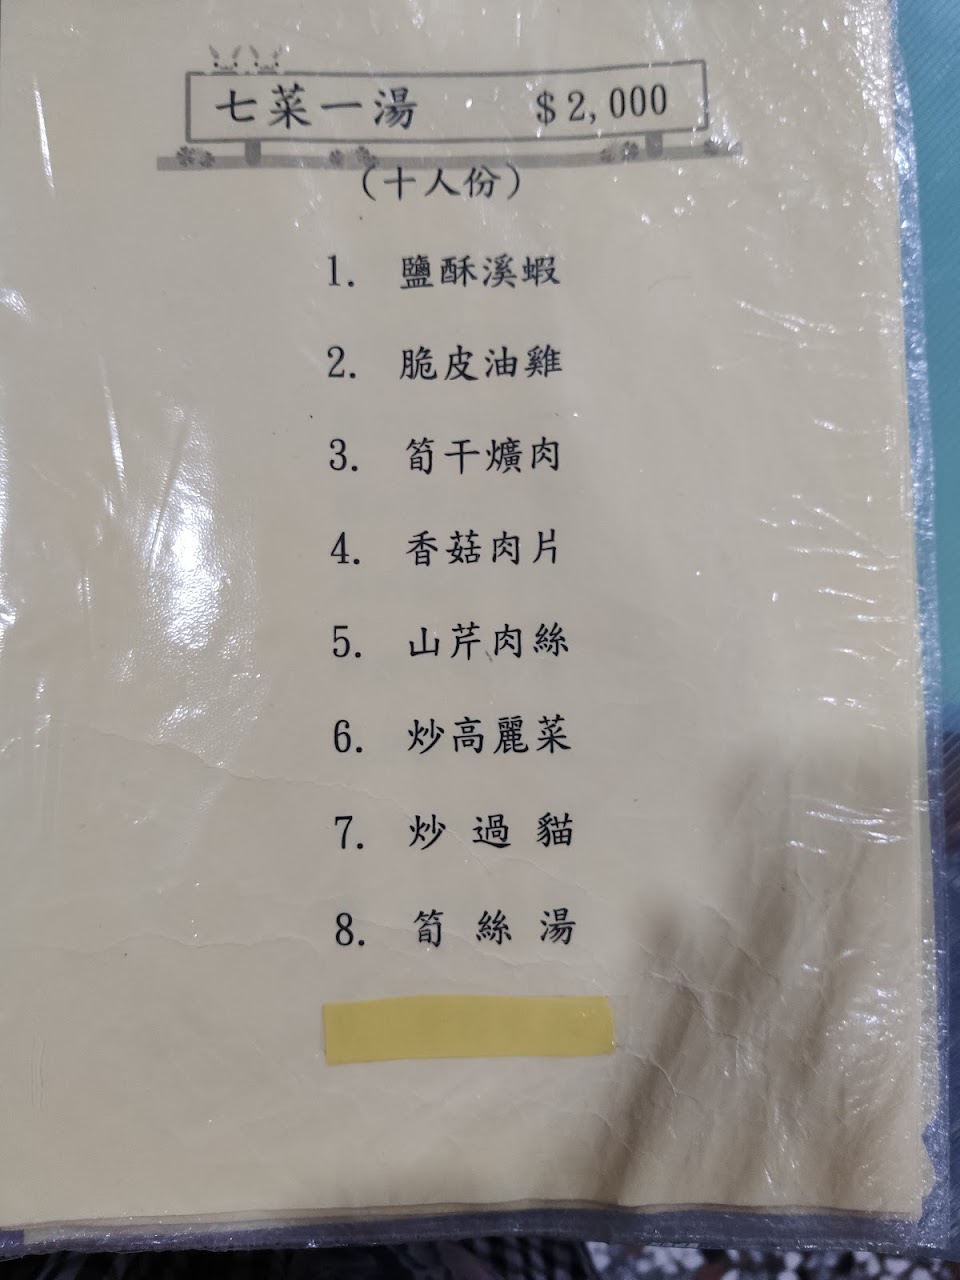 七菜一湯 $2,000
(十人份)
1. 鹽酥溪蝦
2. 脆皮油雞
3. 筍干爌肉
4. 香菇肉片
5. 山芹肉絲
6. 炒高麗菜
7. 炒過貓
8. 筍絲湯